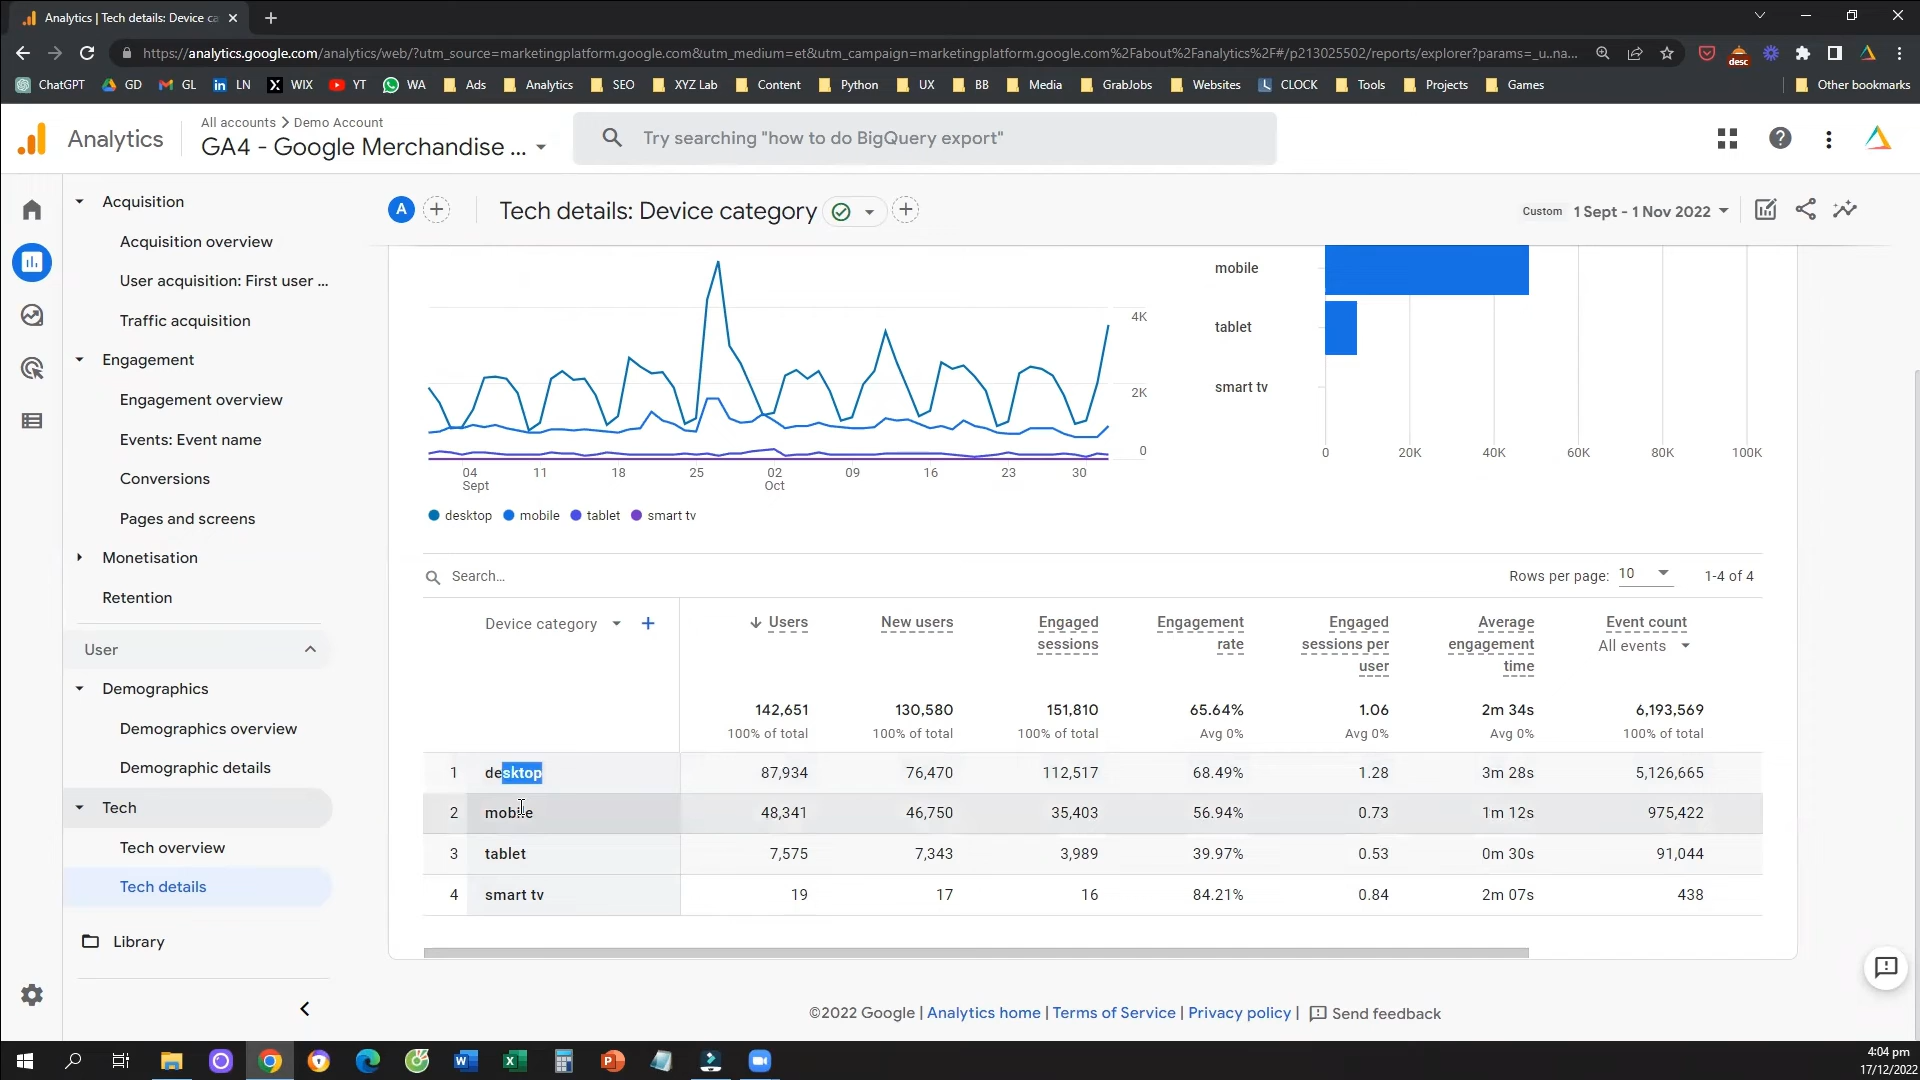 Analytics | Tech details: Device ca
https://analytics.google.com/analytics/web/?utm_source=marketingplatform.google.com&utm_medium=et&utm_campaign=marketingplatform.google.com%2Fabout%2Fanalytics%2F#/p213025502/reports/explorer?params=_u..na...
desc
ChatGPT GD GL LN WIX YT WA Ads Analytics SEO XYZ Lab Content Python UX BB Media GrabJobs Websites CLOCK Tools Projects Games Other bookmarks
Analytics
All accounts > Demo Account
GA4 - Google Merchandise ...
Try searching "how to do BigQuery export"
Acquisition
Acquisition overview
User acquisition: First user ...
Traffic acquisition
Engagement
Engagement overview
Events: Event name
Conversions
Pages and screens
Monetisation
Retention
User
Demographics
Demographics overview
Demographic details
Tech
Tech overview
Tech details
Library
A
Tech details: Device category
Custom 1 Sept - 1 Nov 2022
4K
2K
0
04 11 18 25 02 09 16 23 30
Sept Oct
desktop mobile tablet smart tv
mobile
tablet
smart tv
0 20K 40K 60K 80K 100K
Search...
Rows per page: 10 1-4 of 4
Device category
Users
New users
Engaged
sessions
Engagement
rate
Engaged
sessions per
user
Average
engagement
time
Event count
All events
142,651 130,580 151,810 65.64% 1.06 2m 34s 6,193,569
100% of total 100% of total 100% of total Avg 0% Avg 0% Avg 0% 100% of total
1 desktop 87,934 76,470 112,517 68.49% 1.28 3m 28s 5,126,665
2 mobile 48,341 46,750 35,403 56.94% 0.73 1m 12s 975,422
3 tablet 7,575 7,343 3,989 39.97% 0.53 0m 30s 91,044
4 smart tv 19 17 16 84.21% 0.84 2m 07s 438
©2022 Google | Analytics home | Terms of Service | Privacy policy | Send feedback
4:04 pm
17/12/2022